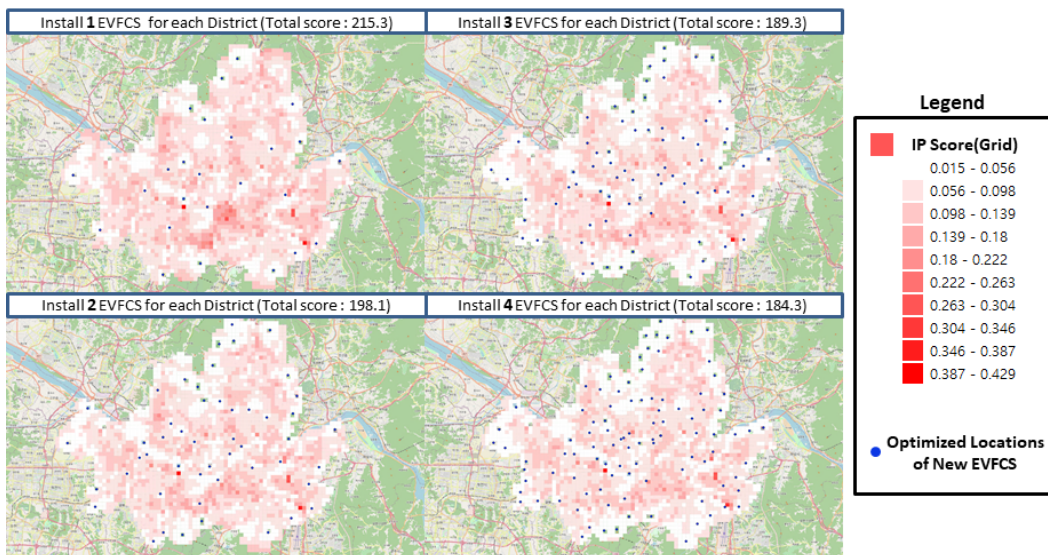 Install 1 EVFCS for each District (Total score : 215.3)
Install 3 EVFCS for each District (Total score : 189.3)
Install 2 EVFCS for each District (Total score : 198.1)
Install 4 EVFCS for each District (Total score : 184.3)
Legend
IP Score(Grid)
0.015 - 0.056
0.056 - 0.098
0.098 - 0.139
0.139 - 0.18
0.18 - 0.222
0.222 - 0.263
0.263 - 0.304
0.304 - 0.346
0.346 - 0.387
0.387 - 0.429
Optimized Locations
of New EVFCS